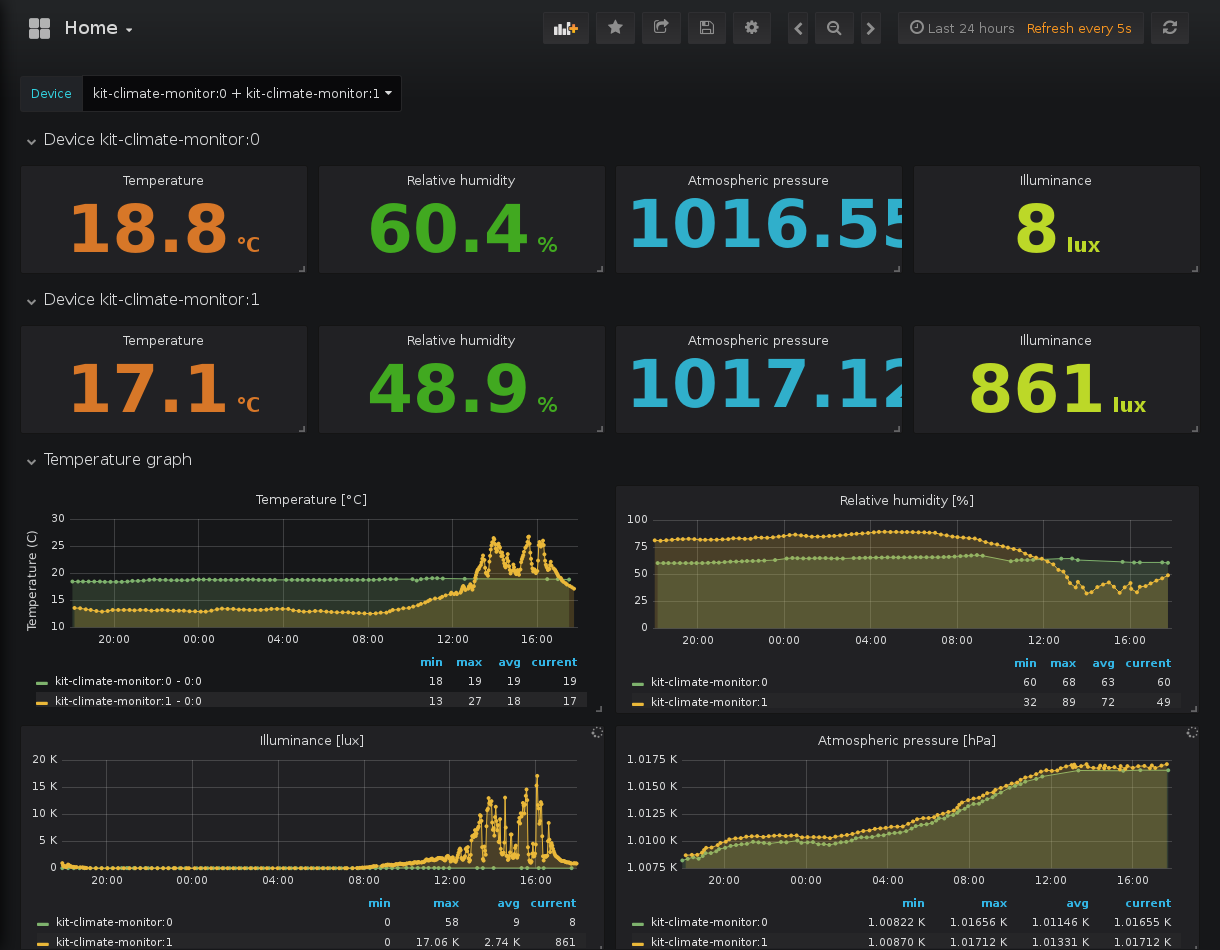 Home
Last 24 hours Refresh every 5s
Device kit-climate-monitor:0 + kit-climate-monitor:1
Device kit-climate-monitor:0
Temperature Relative humidity Atmospheric pressure Illuminance
18.8 °C 60.4 % 1016.55 8 lux
Device kit-climate-monitor:1
Temperature Relative humidity Atmospheric pressure Illuminance
17.1 °C 48.9 % 1017.12 861 lux
Temperature graph
Temperature [°C]
Temperature (C)
30
25
20
15
10
20:00 00:00 04:00 08:00 12:00 16:00
min max avg current
kit-climate-monitor:0 - 0:0 18 19 19 19
kit-climate-monitor:1 - 0:0 13 27 18 17
Relative humidity [%]
100
75
50
25
0
20:00 00:00 04:00 08:00 12:00 16:00
min max avg current
kit-climate-monitor:0 60 68 63 60
kit-climate-monitor:1 32 89 72 49
Illuminance [lux]
20 K
15 K
10 K
5 K
0
20:00 00:00 04:00 08:00 12:00 16:00
min max avg current
kit-climate-monitor:0 0 58 9 8
kit-climate-monitor:1 0 17.06 K 2.74 K 861
Atmospheric pressure [hPa]
1.0175 K
1.0150 K
1.0125 K
1.0100 K
1.0075 K
20:00 00:00 04:00 08:00 12:00 16:00
min max avg current
kit-climate-monitor:0 1.00822 K 1.01656 K 1.01146 K 1.01655 K
kit-climate-monitor:1 1.00870 K 1.01712 K 1.01331 K 1.01712 K